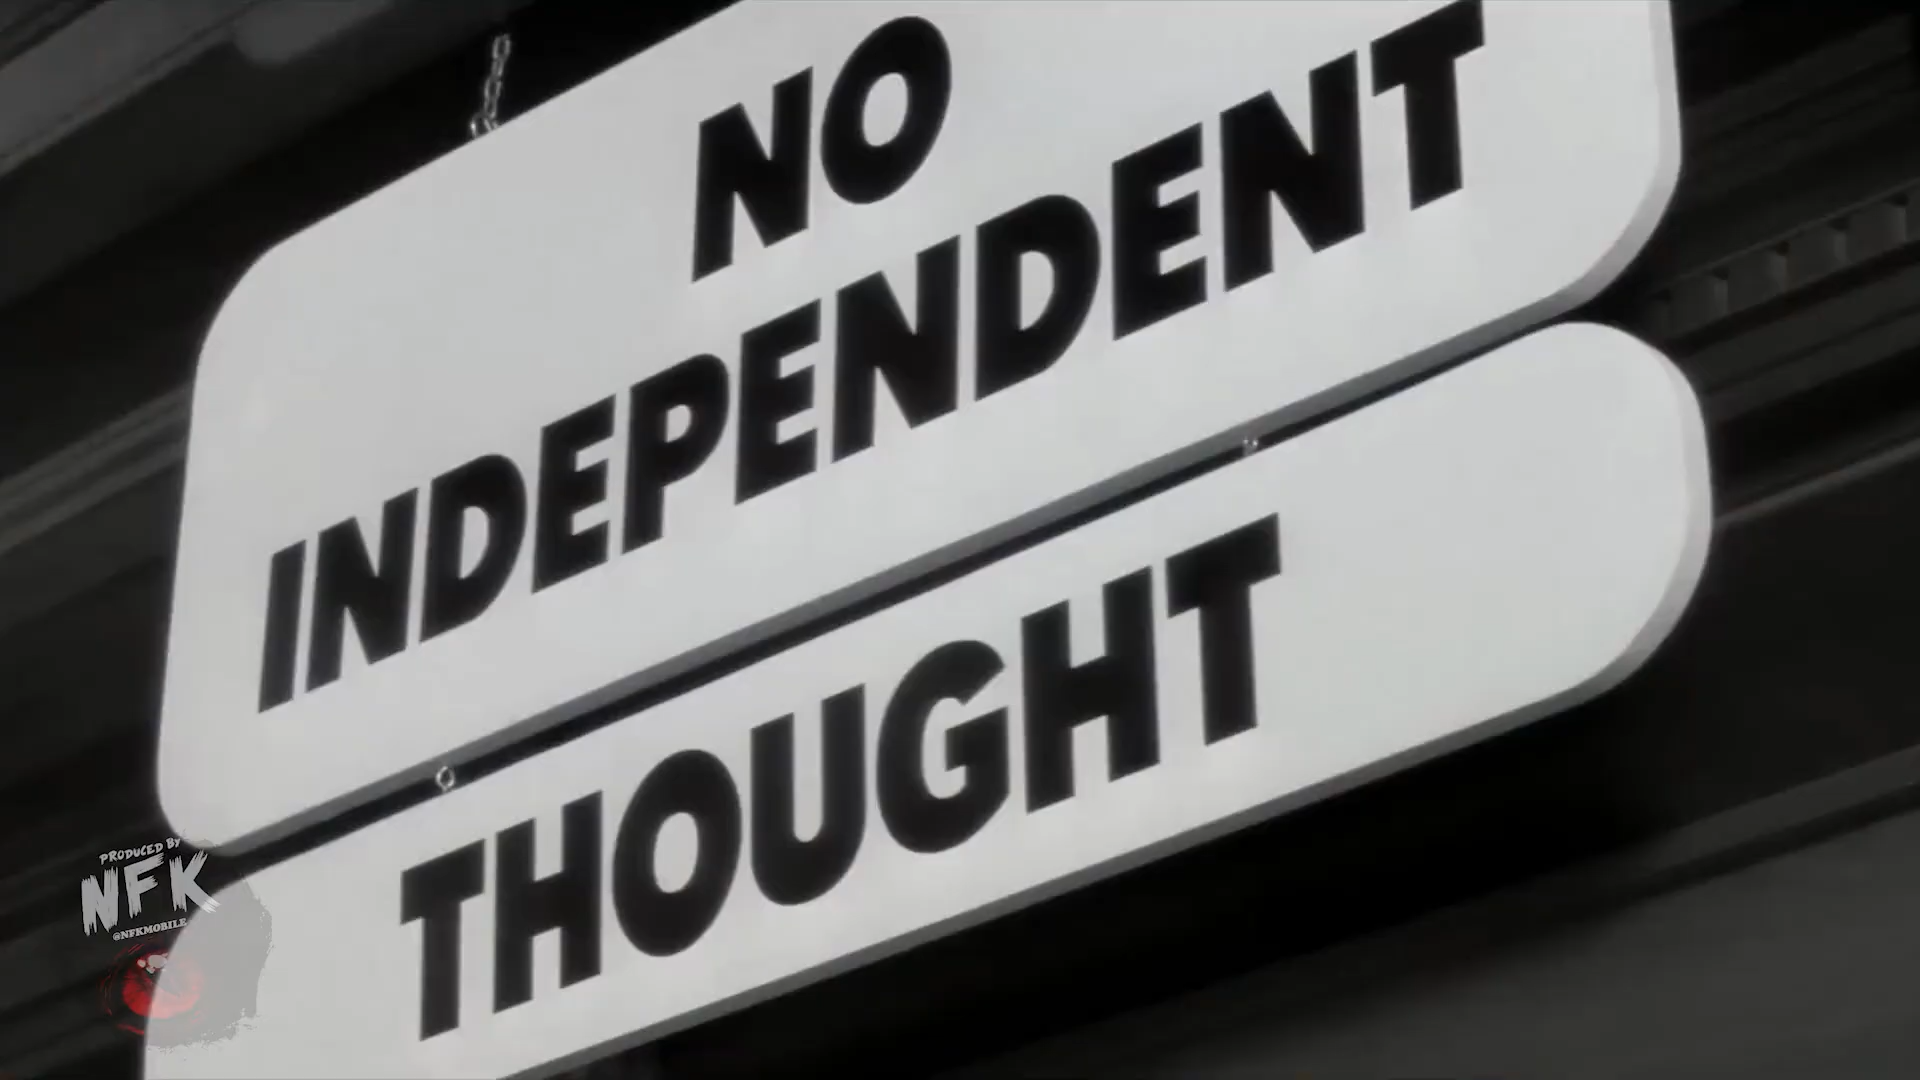 NO
INDEPENDENT
THOUGHT
PRODUCED BY
NFK
@NFKMOBILE